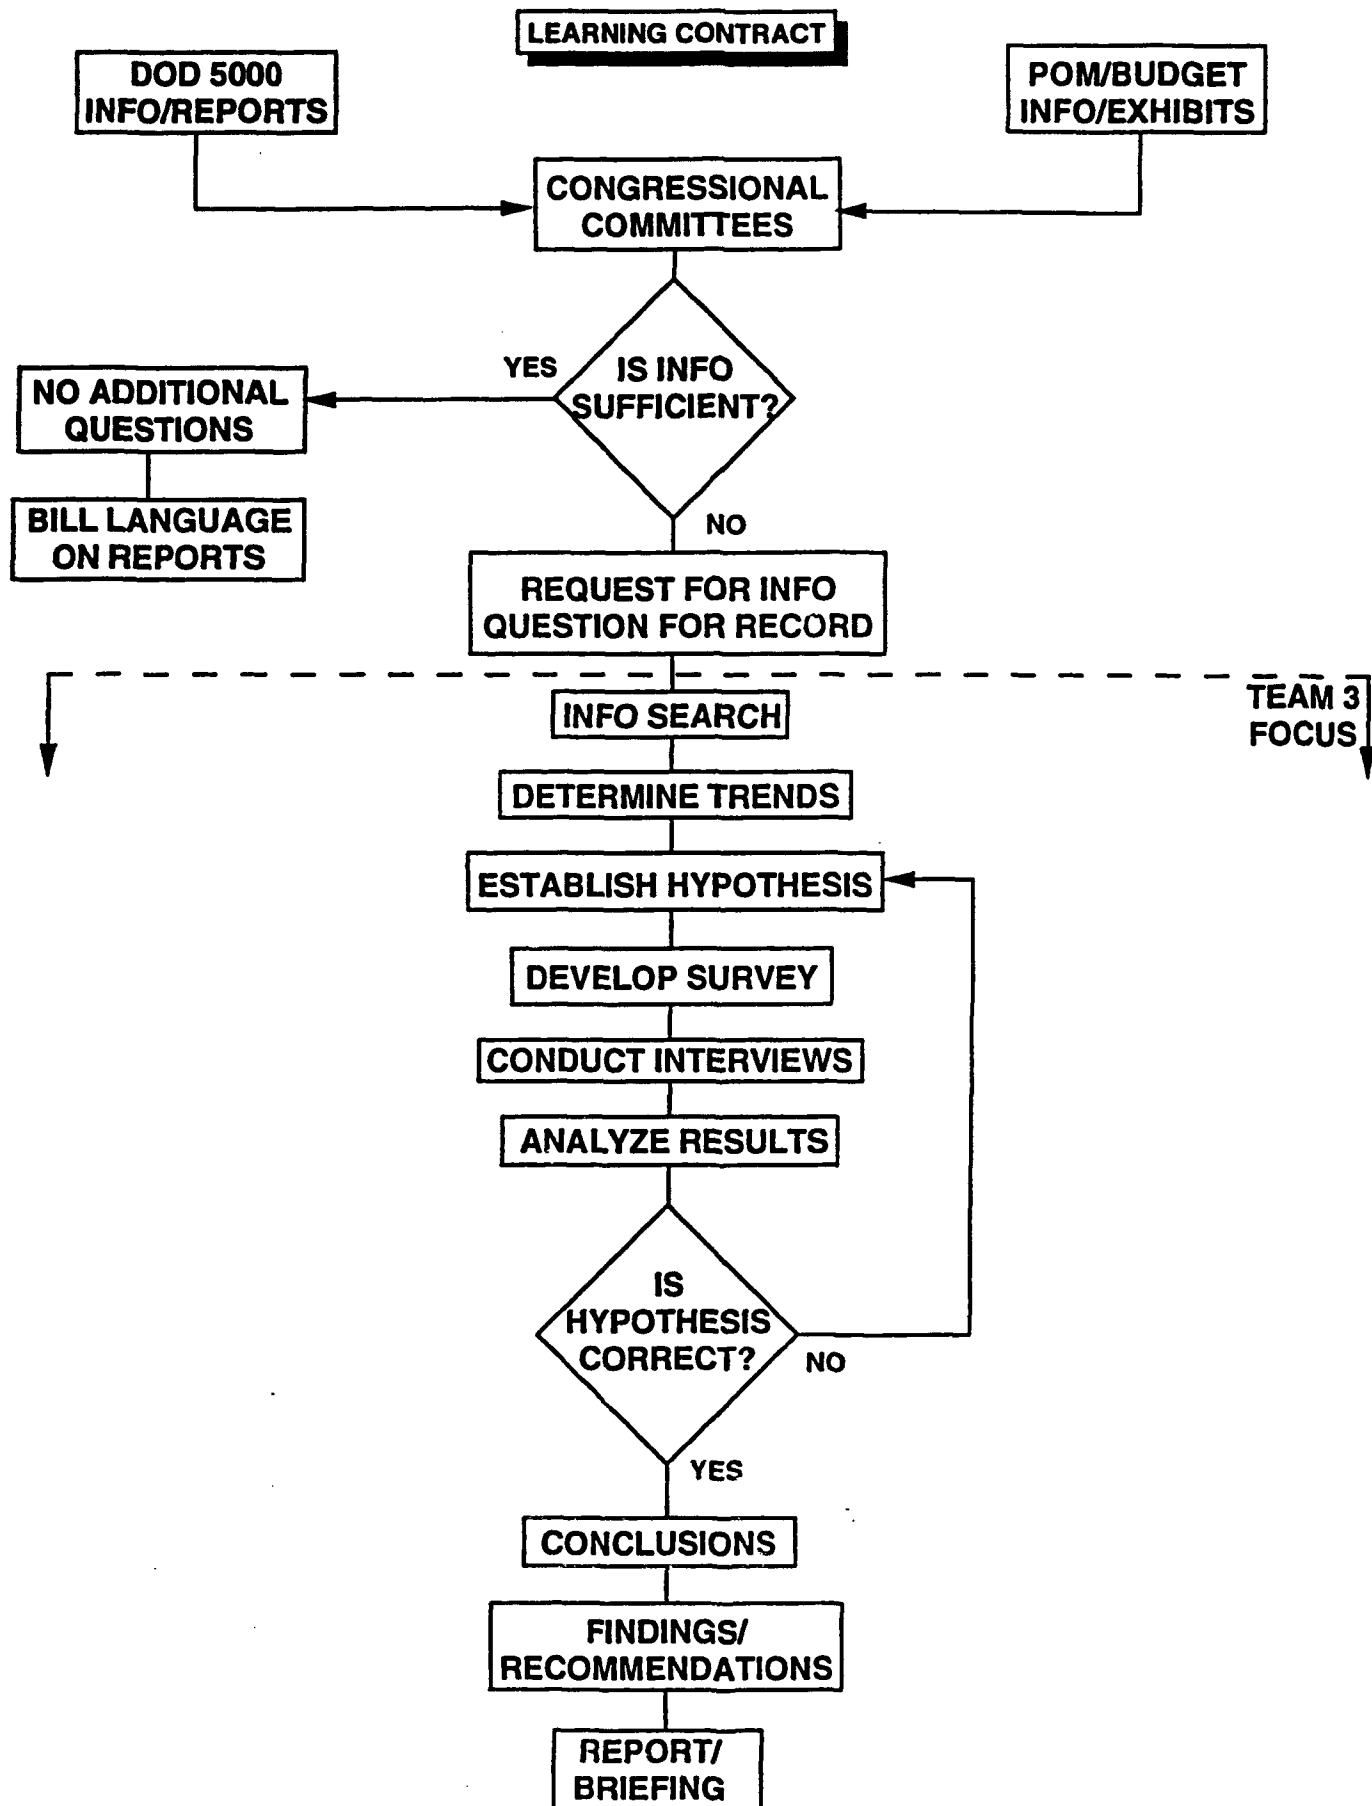 LEARNING CONTRACT
DOD 5000
INFO/REPORTS
POM/BUDGET
INFO/EXHIBITS
CONGRESSIONAL
COMMITTEES
IS INFO
SUFFICIENT?
YES
NO ADDITIONAL
QUESTIONS
BILL LANGUAGE
ON REPORTS
NO
REQUEST FOR INFO
QUESTION FOR RECORD
TEAM 3
FOCUS
INFO SEARCH
DETERMINE TRENDS
ESTABLISH HYPOTHESIS
DEVELOP SURVEY
CONDUCT INTERVIEWS
ANALYZE RESULTS
IS
HYPOTHESIS
CORRECT?
NO
YES
CONCLUSIONS
FINDINGS/
RECOMMENDATIONS
REPORT/
BRIEFING